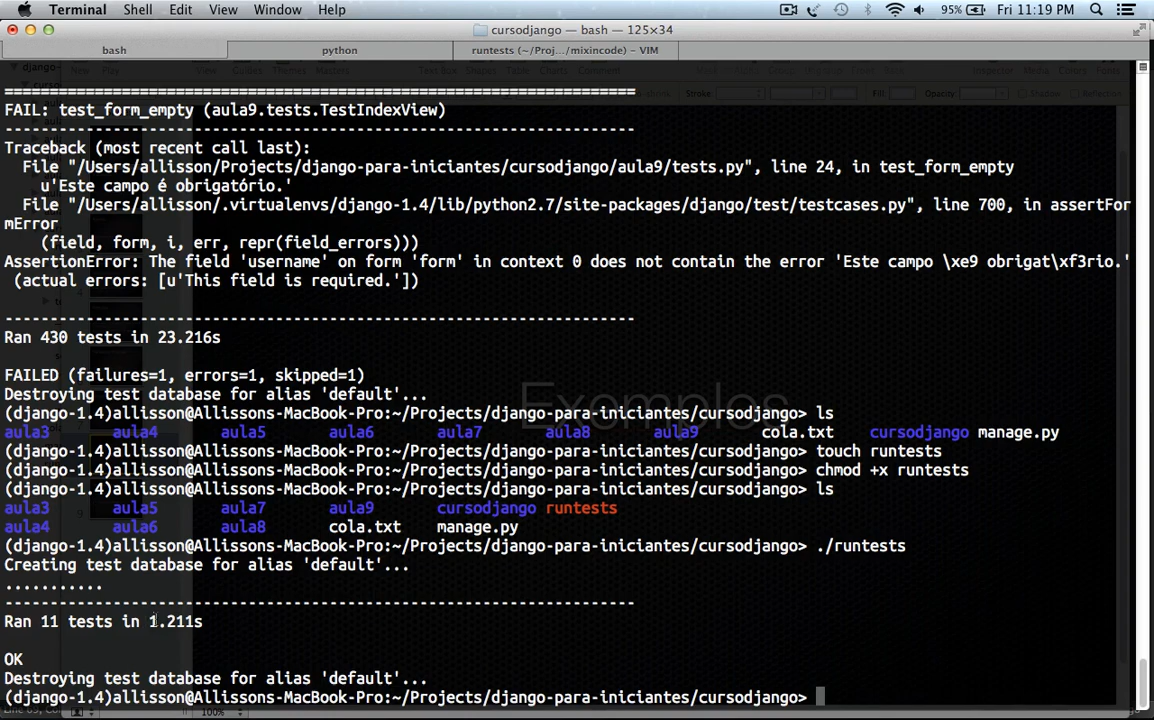 Terminal Shell Edit View Window Help 95% Fri 11:19 PM
cursodjango — bash — 125×34
bash python runtests (~/Proj.../mixincode) – VIM
================================================================
FAIL: test_form_empty (aula9.tests.TestIndexView)
----------------------------------------------------------------------
Traceback (most recent call last):
File "/Users/allisson/Projects/django-para-iniciantes/cursodjango/aula9/tests.py", line 24, in test_form_empty
u'Este campo é obrigatório.'
File "/Users/allisson/.virtualenvs/django-1.4/lib/python2.7/site-packages/django/test/testcases.py", line 700, in assertFor
mError
(field, form, i, err, repr(field_errors)))
AssertionError: The field 'username' on form 'form' in context 0 does not contain the error 'Este campo \xe9 obrigat\xf3rio.'
(actual errors: [u'This field is required.'])
----------------------------------------------------------------------
Ran 430 tests in 23.216s
FAILED (failures=1, errors=1, skipped=1)
Destroying test database for alias 'default'...
Exemplos
(django-1.4)allisson@Allissons-MacBook-Pro:~/Projects/django-para-iniciantes/cursodjango> ls
aula3 aula4 aula5 aula6 aula7 aula8 aula9 cola.txt cursodjango manage.py
(django-1.4)allisson@Allissons-MacBook-Pro:~/Projects/django-para-iniciantes/cursodjango> touch runtests
(django-1.4)allisson@Allissons-MacBook-Pro:~/Projects/django-para-iniciantes/cursodjango> chmod +x runtests
(django-1.4)allisson@Allissons-MacBook-Pro:~/Projects/django-para-iniciantes/cursodjango> ls
aula3 aula5 aula7 aula9 cursodjango runtests
aula4 aula6 aula8 cola.txt manage.py
(django-1.4)allisson@Allissons-MacBook-Pro:~/Projects/django-para-iniciantes/cursodjango> ./runtests
Creating test database for alias 'default'...
...........
----------------------------------------------------------------------
Ran 11 tests in 1.211s
OK
Destroying test database for alias 'default'...
(django-1.4)allisson@Allissons-MacBook-Pro:~/Projects/django-para-iniciantes/cursodjango>
100%